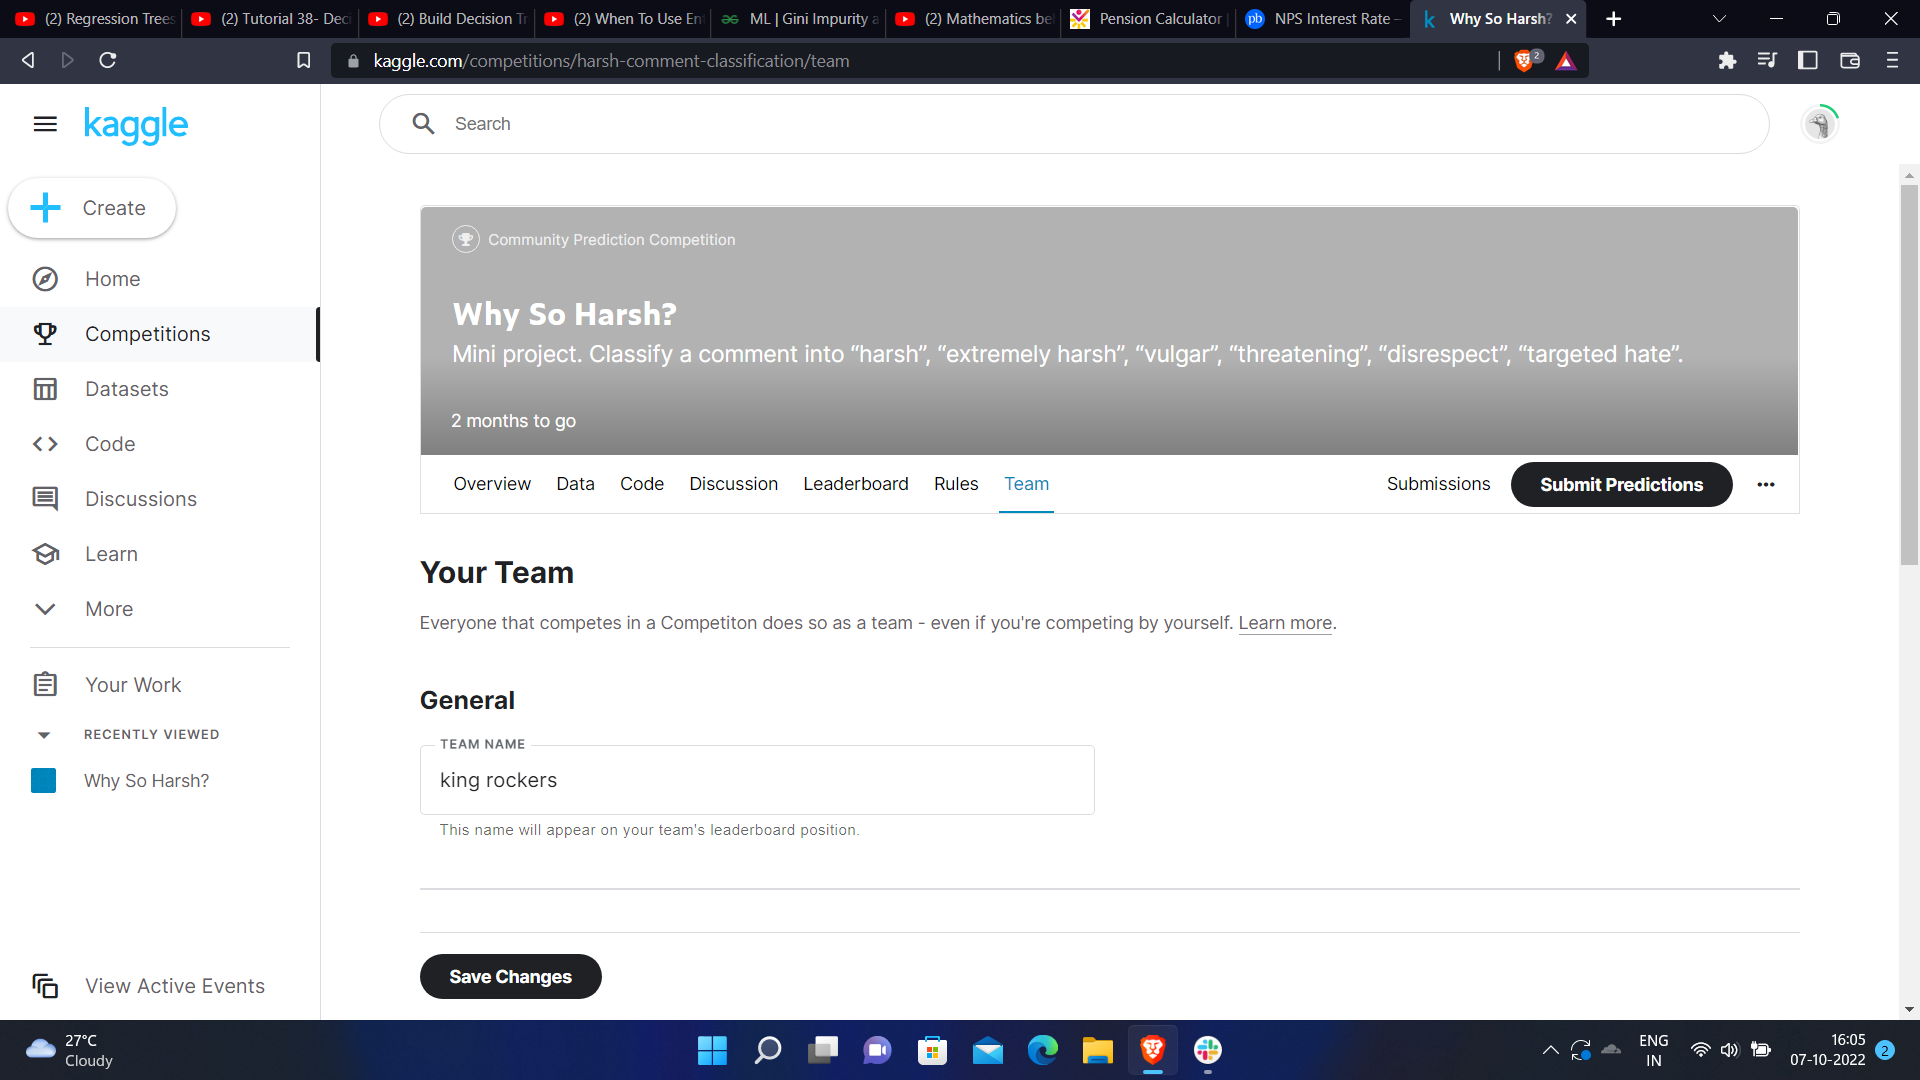 (2) Regression Trees
(2) Tutorial 38- Deci
(2) Build Decision Tr
(2) When To Use En
ML | Gini Impurity a
(2) Mathematics be
Pension Calculator |
pb NPS Interest Rate –
k Why So Harsh?
kaggle.com/competitions/harsh-comment-classification/team
2
kaggle
Search
Create
Home
Competitions
Datasets
Code
Discussions
Learn
More
Your Work
RECENTLY VIEWED
Why So Harsh?
View Active Events
Community Prediction Competition
Why So Harsh?
Mini project. Classify a comment into “harsh”, “extremely harsh”, “vulgar”, “threatening”, “disrespect”, “targeted hate”.
2 months to go
Overview Data Code Discussion Leaderboard Rules Team Submissions Submit Predictions
Your Team
Everyone that competes in a Competiton does so as a team - even if you're competing by yourself. Learn more.
General
TEAM NAME
king rockers
This name will appear on your team's leaderboard position.
Save Changes
27°C
Cloudy
ENG
IN
16:05
07-10-2022
2